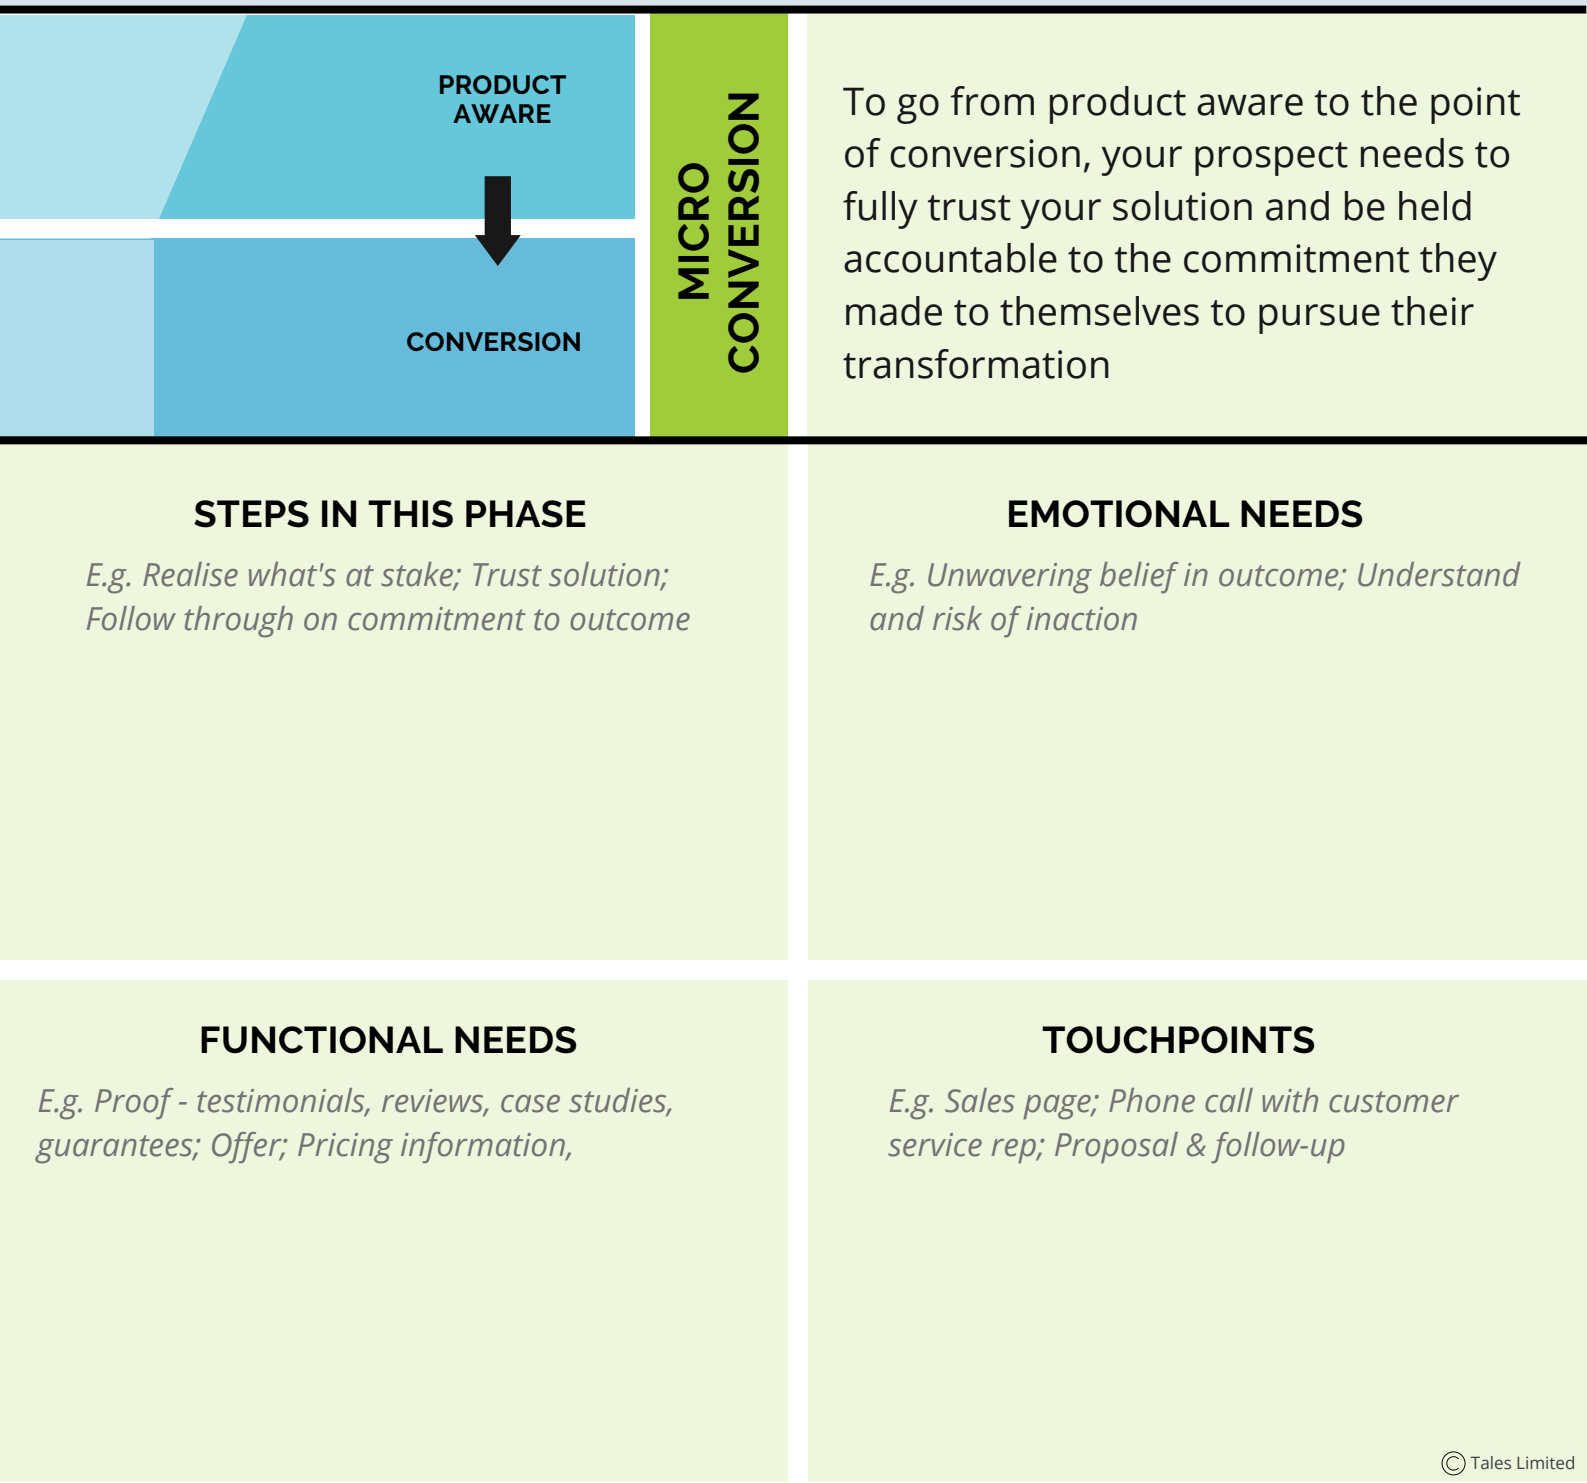 PRODUCT
AWARE
CONVERSION
MICRO
CONVERSION
To go from product aware to the point
of conversion, your prospect needs to
fully trust your solution and be held
accountable to the commitment they
made to themselves to pursue their
transformation
STEPS IN THIS PHASE
E.g. Realise what's at stake; Trust solution;
Follow through on commitment to outcome
EMOTIONAL NEEDS
E.g. Unwavering belief in outcome; Understand
and risk of inaction
FUNCTIONAL NEEDS
E.g. Proof - testimonials, reviews, case studies,
guarantees; Offer; Pricing information,
TOUCHPOINTS
E.g. Sales page; Phone call with customer
service rep; Proposal & follow-up
© Tales Limited